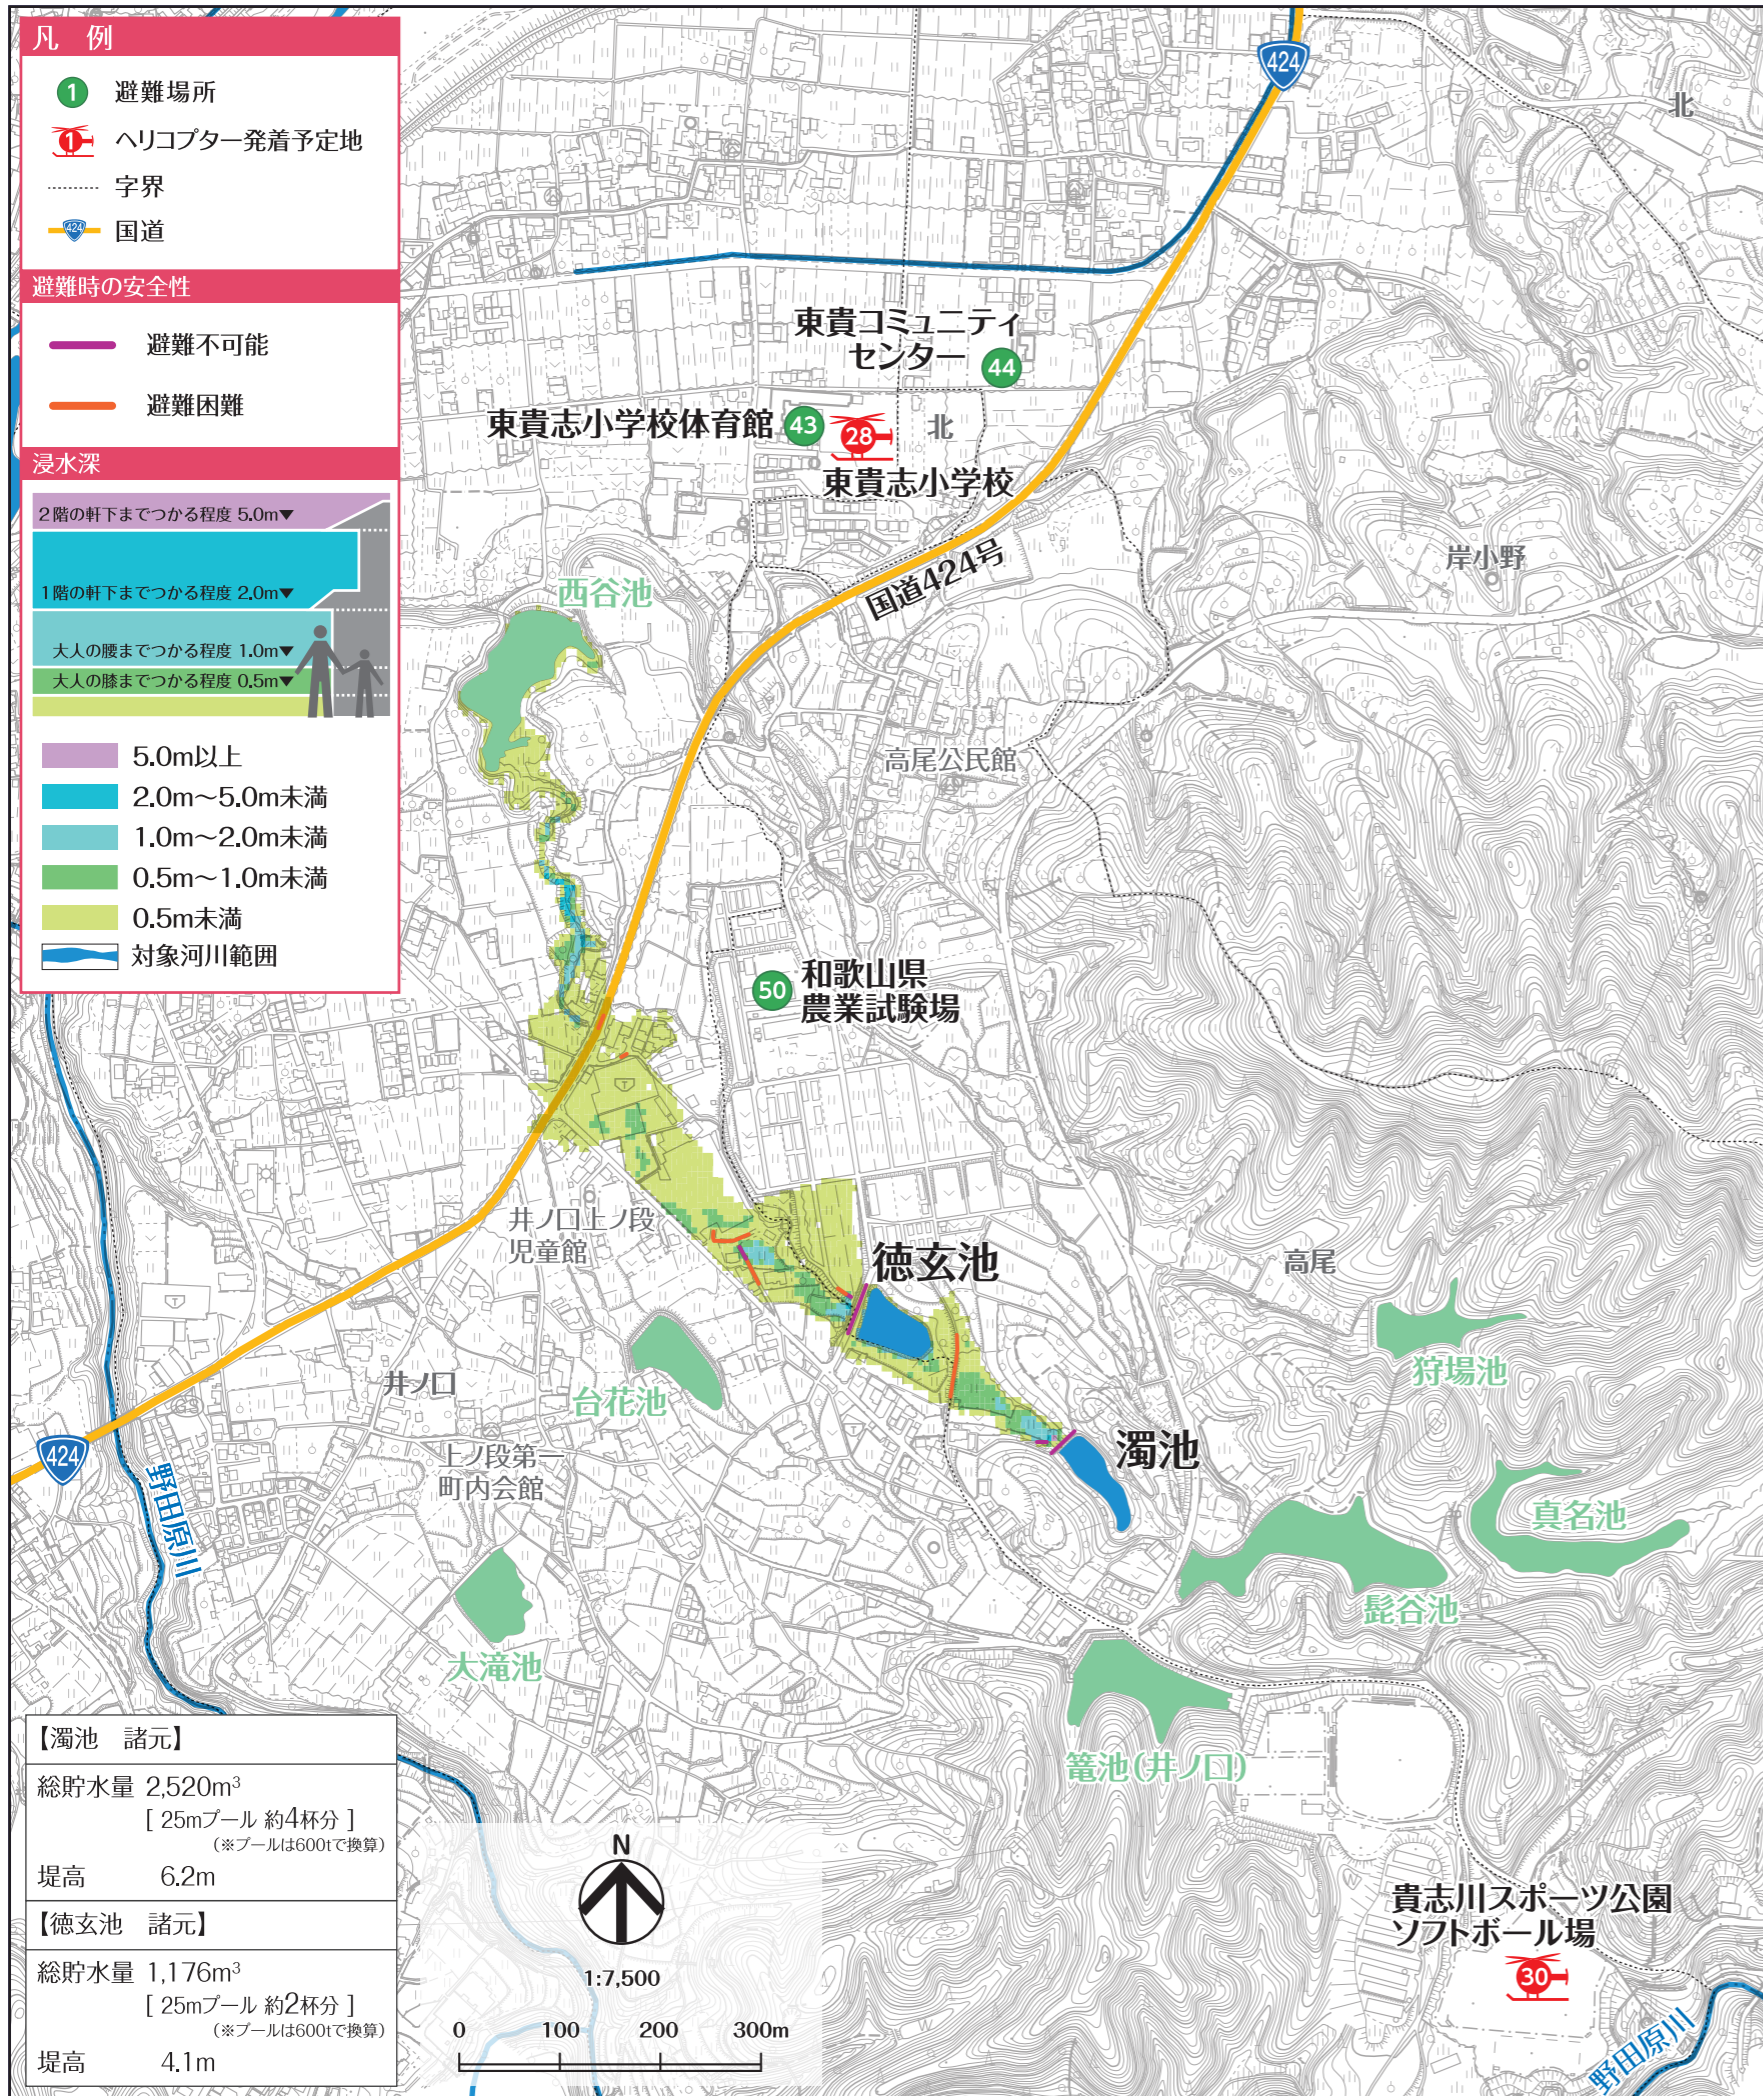 凡　例
1
避難場所
1
ヘリコプター発着予定地
字界
424
国道
避難時の安全性
避難不可能
避難困難
浸水深
2階の軒下までつかる程度 5.0m▼
1階の軒下までつかる程度 2.0m▼
大人の腰までつかる程度 1.0m▼
大人の膝までつかる程度 0.5m▼
5.0m以上
2.0m～5.0m未満
1.0m～2.0m未満
0.5m～1.0m未満
0.5m未満
対象河川範囲
424
北
東貴コミュニティ
センター
44
東貴志小学校体育館
43
28
北
東貴志小学校
国道424号
岸小野
西谷池
高尾公民館
50
和歌山県
農業試験場
井ノ口上ノ段
児童館
徳玄池
高尾
狩場池
井ノ口
台花池
424
上ノ段第一
町内会館
濁池
野田原川
真名池
髭谷池
大滝池
篭池(井ノ口)
【濁池　諸元】
総貯水量 2,520m³
[ 25mプール 約4杯分 ]
(※プールは600tで換算)
堤高 6.2m
【徳玄池　諸元】
総貯水量 1,176m³
[ 25mプール 約2杯分 ]
(※プールは600tで換算)
堤高 4.1m
N
1:7,500
0 100 200 300m
貴志川スポーツ公園
ソフトボール場
30
野田原川